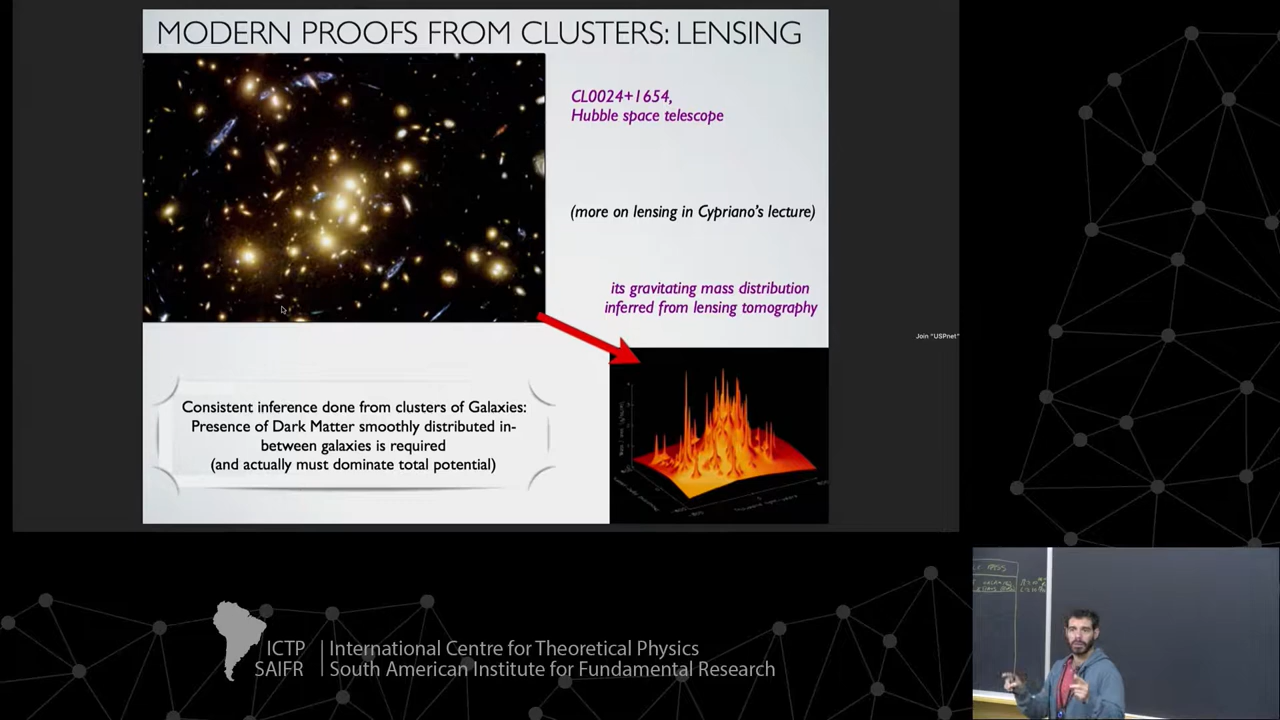 MODERN PROOFS FROM CLUSTERS: LENSING
CL0024+1654,
Hubble space telescope
(more on lensing in Cypriano's lecture)
its gravitating mass distribution
inferred from lensing tomography
Join "USPnet"
Consistent inference done from clusters of Galaxies:
Presence of Dark Matter smoothly distributed in-
between galaxies is required
(and actually must dominate total potential)
ICTP
SAIFR
International Centre for Theoretical Physics
South American Institute for Fundamental Research